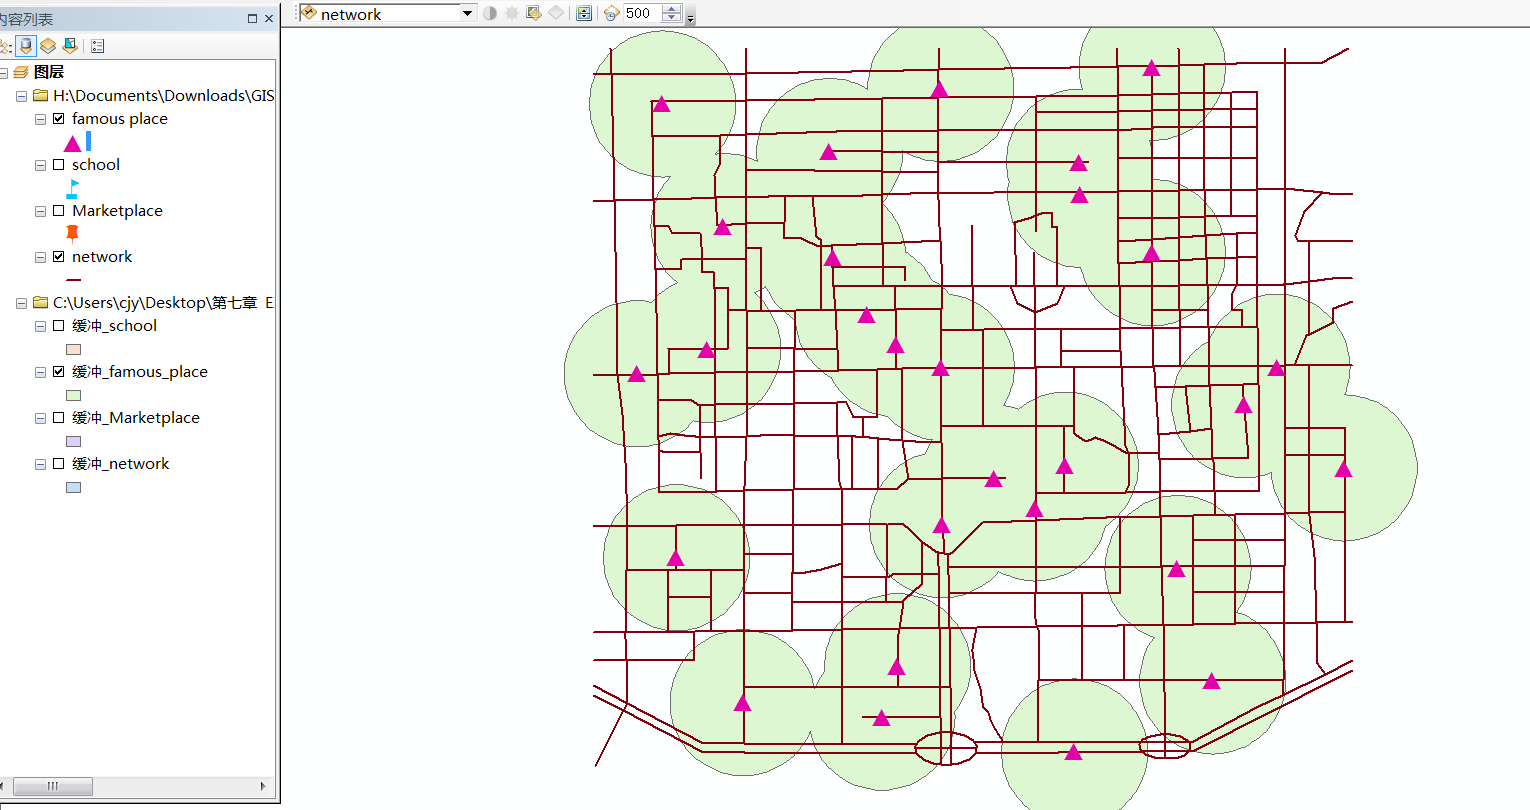 内容列表
network
500
图层
H:\Documents\Downloads\GIS
famous place
school
Marketplace
network
C:\Users\cjy\Desktop\第七章 E
缓冲_school
缓冲_famous_place
缓冲_Marketplace
缓冲_network